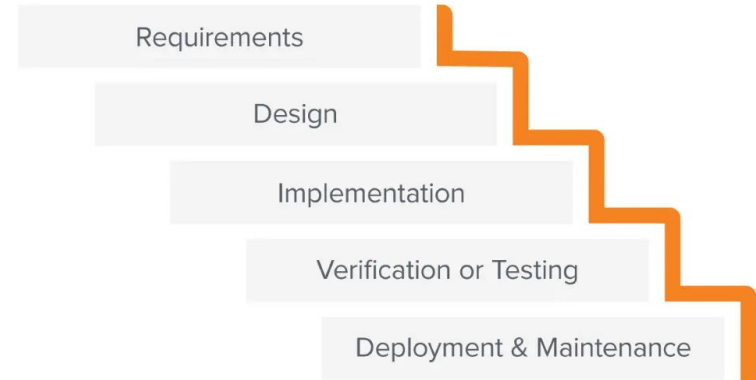 Requirements
Design
Implementation
Verification or Testing
Deployment & Maintenance